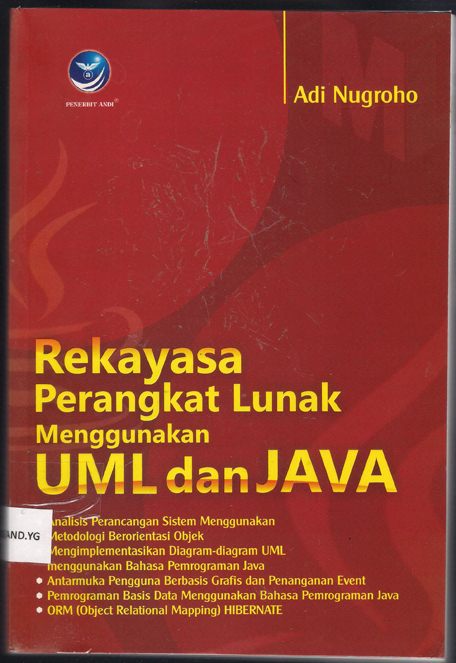 PENERBIT ANDI®
Adi Nugroho
Rekayasa
Perangkat Lunak
Menggunakan
UML dan JAVA
Analisis Perancangan Sistem Menggunakan
Metodologi Berorientasi Objek
Mengimplementasikan Diagram-diagram UML
menggunakan Bahasa Pemrograman Java
Antarmuka Pengguna Berbasis Grafis dan Penanganan Event
Pemrograman Basis Data Menggunakan Bahasa Pemrograman Java
ORM (Object Relational Mapping) HIBERNATE
AND.YG